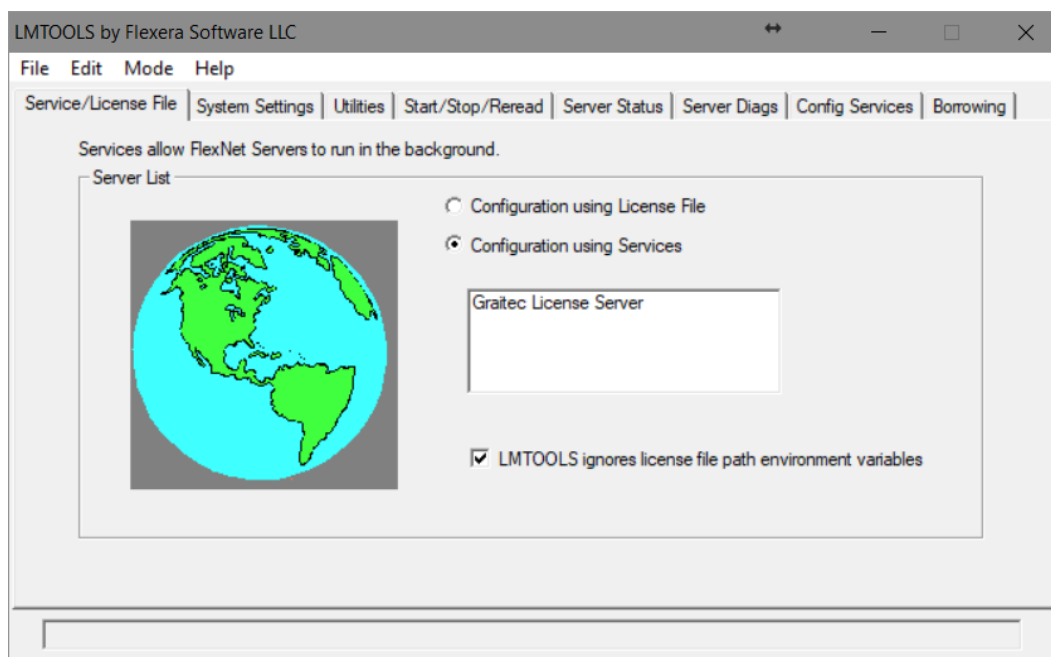 LMTOOLS by Flexera Software LLC
File Edit Mode Help
Service/License File System Settings Utilities Start/Stop/Reread Server Status Server Diags Config Services Borrowing
Services allow FlexNet Servers to run in the background.
Server List
Configuration using License File
Configuration using Services
Graitec License Server
LMTOOLS ignores license file path environment variables